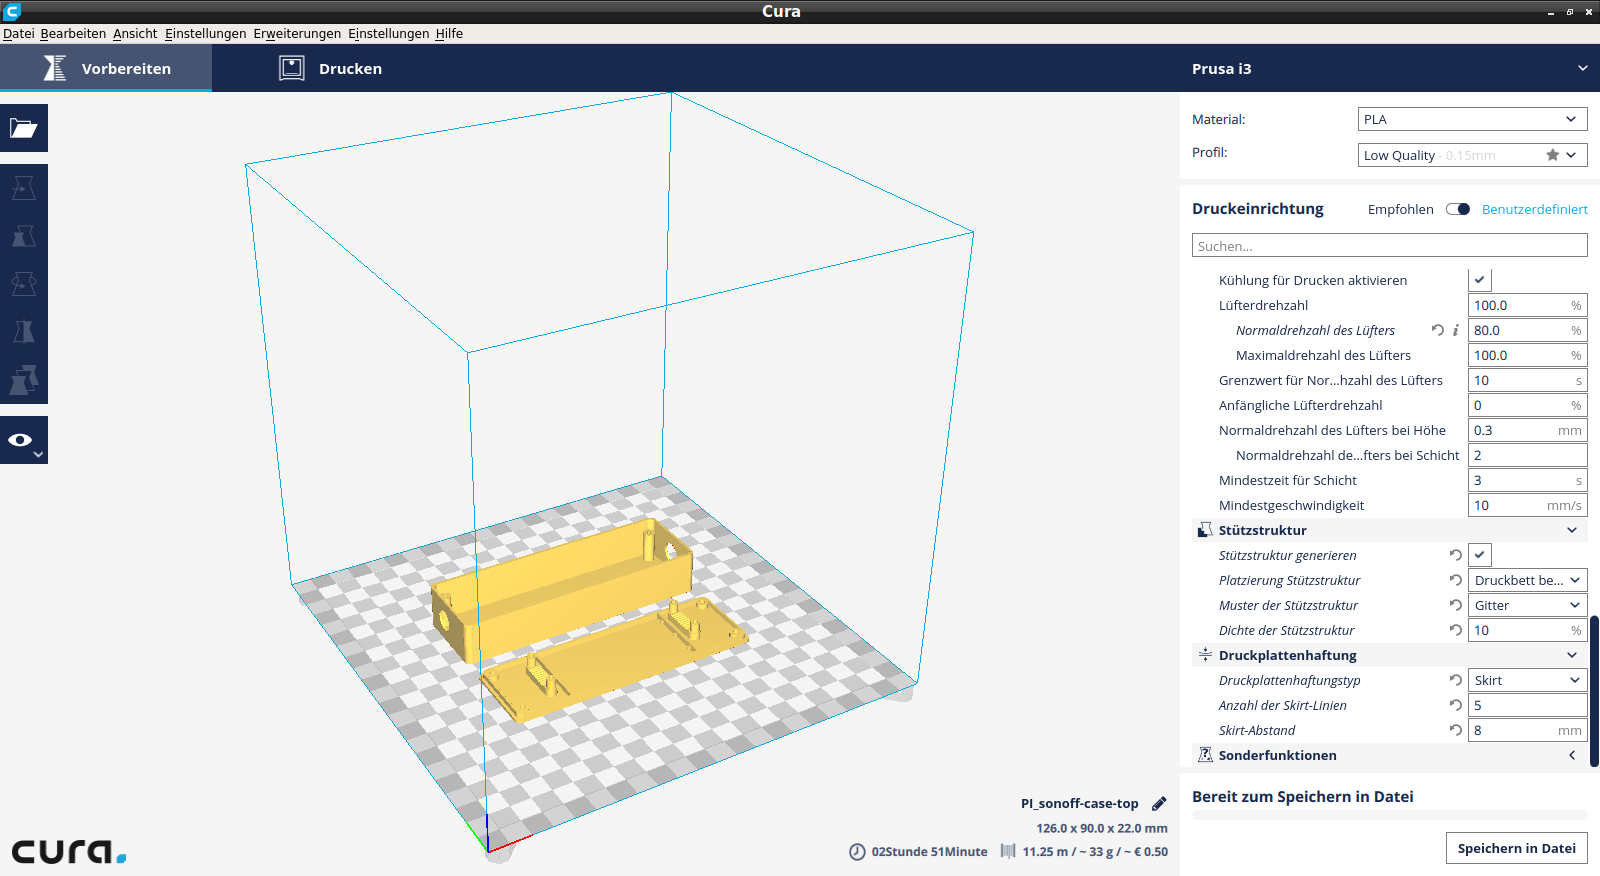 Cura
Datei Bearbeiten Ansicht Einstellungen Erweiterungen Einstellungen Hilfe
Vorbereiten Drucken Prusa i3
Material: PLA
Profil: Low Quality - 0.15mm
Druckeinrichtung Empfohlen Benutzerdefiniert
Suchen...
Kühlung für Drucken aktivieren
Lüfterdrehzahl 100.0 %
Normaldrehzahl des Lüfters i 80.0 %
Maximaldrehzahl des Lüfters 100.0 %
Grenzwert für Nor...hzahl des Lüfters 10 s
Anfängliche Lüfterdrehzahl 0 %
Normaldrehzahl des Lüfters bei Höhe 0.3 mm
Normaldrehzahl de...fters bei Schicht 2
Mindestzeit für Schicht 3 s
Mindestgeschwindigkeit 10 mm/s
Stützstruktur
Stützstruktur generieren
Platzierung Stützstruktur Druckbett be...
Muster der Stützstruktur Gitter
Dichte der Stützstruktur 10 %
Druckplattenhaftung
Druckplattenhaftungstyp Skirt
Anzahl der Skirt-Linien 5
Skirt-Abstand 8 mm
Sonderfunktionen
PI_sonoff-case-top
126.0 x 90.0 x 22.0 mm
02Stunde 51Minute 11.25 m / ~ 33 g / ~ € 0.50
cura.
Bereit zum Speichern in Datei
Speichern in Datei